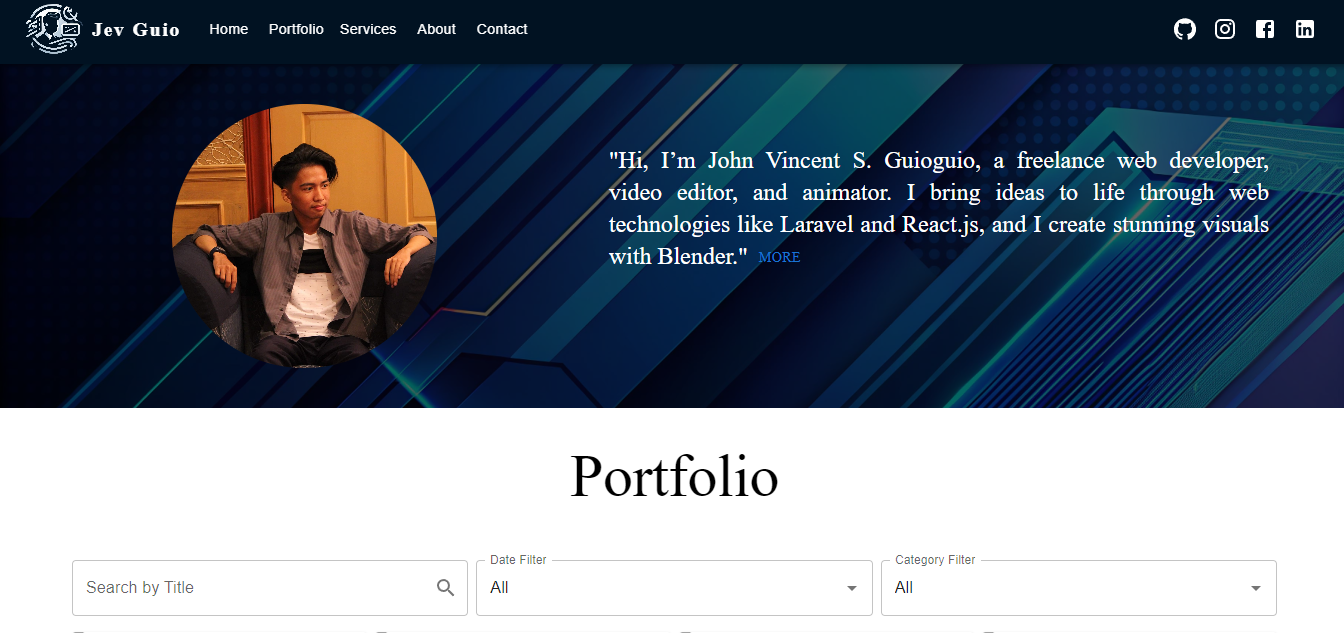 Jev Guio Home Portfolio Services About Contact
"Hi, I’m John Vincent S. Guioguio, a freelance web developer,
video editor, and animator. I bring ideas to life through web
technologies like Laravel and React.js, and I create stunning visuals
with Blender." MORE
Portfolio
Date Filter Category Filter
Search by Title All All